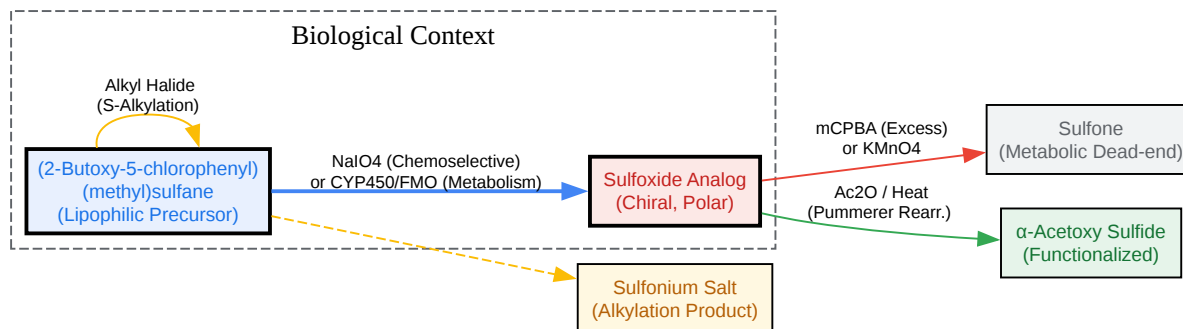 Biological Context
Alkyl Halide
(S-Alkylation)
(2-Butoxy-5-chlorophenyl)
(methyl)sulfane
(Lipophilic Precursor)
NaIO4 (Chemoselective)
or CYP450/FMO (Metabolism)
Sulfoxide Analog
(Chiral, Polar)
mCPBA (Excess)
or KMnO4
Sulfone
(Metabolic Dead-end)
Ac2O / Heat
(Pummerer Rearr.)
α-Acetoxy Sulfide
(Functionalized)
Sulfonium Salt
(Alkylation Product)